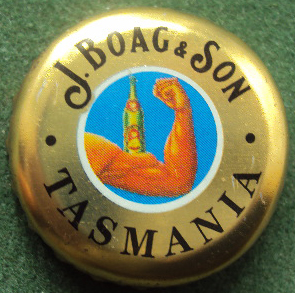 J. BOAG & SON
• TASMANIA •